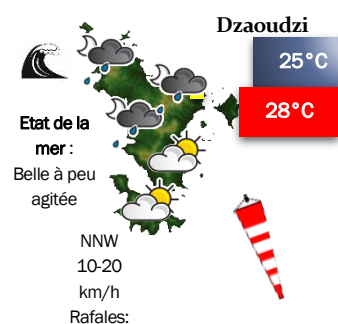 Dzaoudzi
25°C
28°C
Etat de la
mer :
Belle à peu
agitée
NNW
10-20
km/h
Rafales: